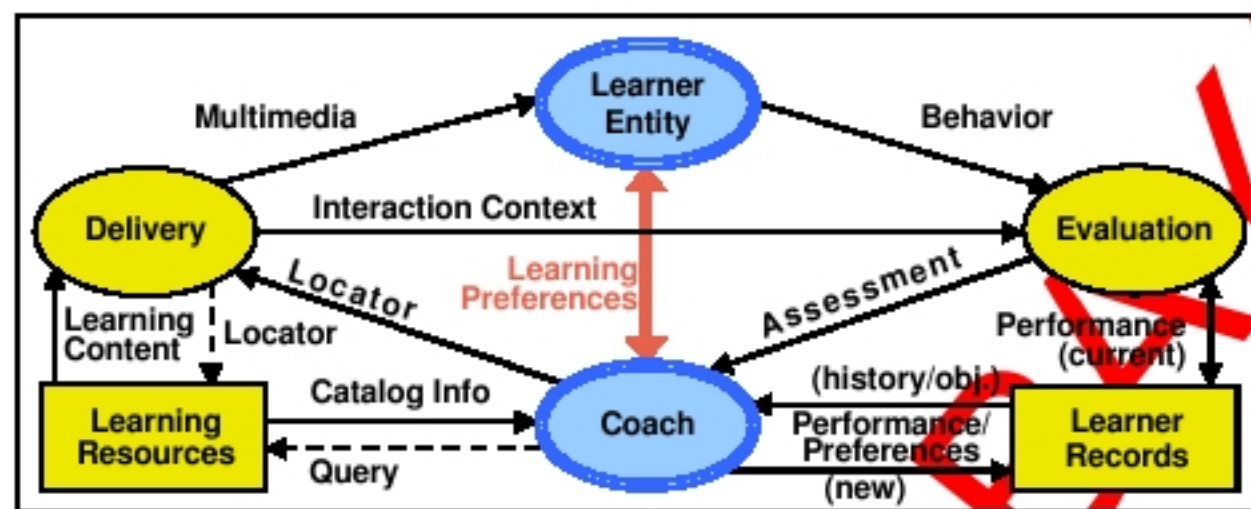 Learner
Entity
Multimedia
Behavior
Delivery
Interaction Context
Evaluation
Learning
Preferences
Locator
Assessment
Learning
Content
Locator
Performance
(current)
Catalog Info
(history/obj.)
Learning
Resources
Coach
Performance/
Preferences
(new)
Learner
Records
Query